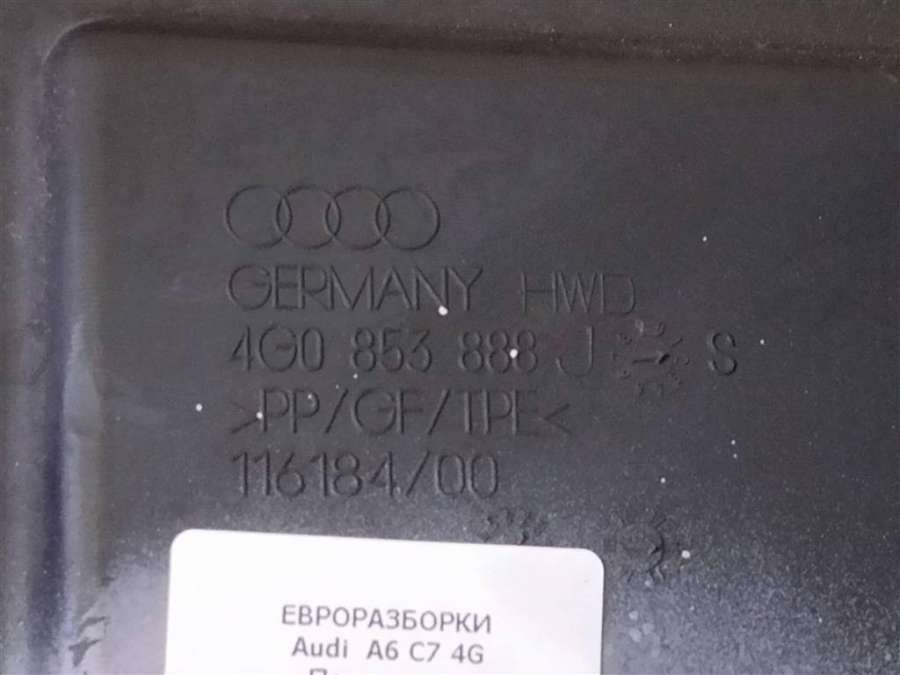 GERMANY HWD
4G0 853 888 J S
>PP/GF/TPE<
116184/00
ЕВРОРАЗБОРКИ
Audi A6 C7 4G